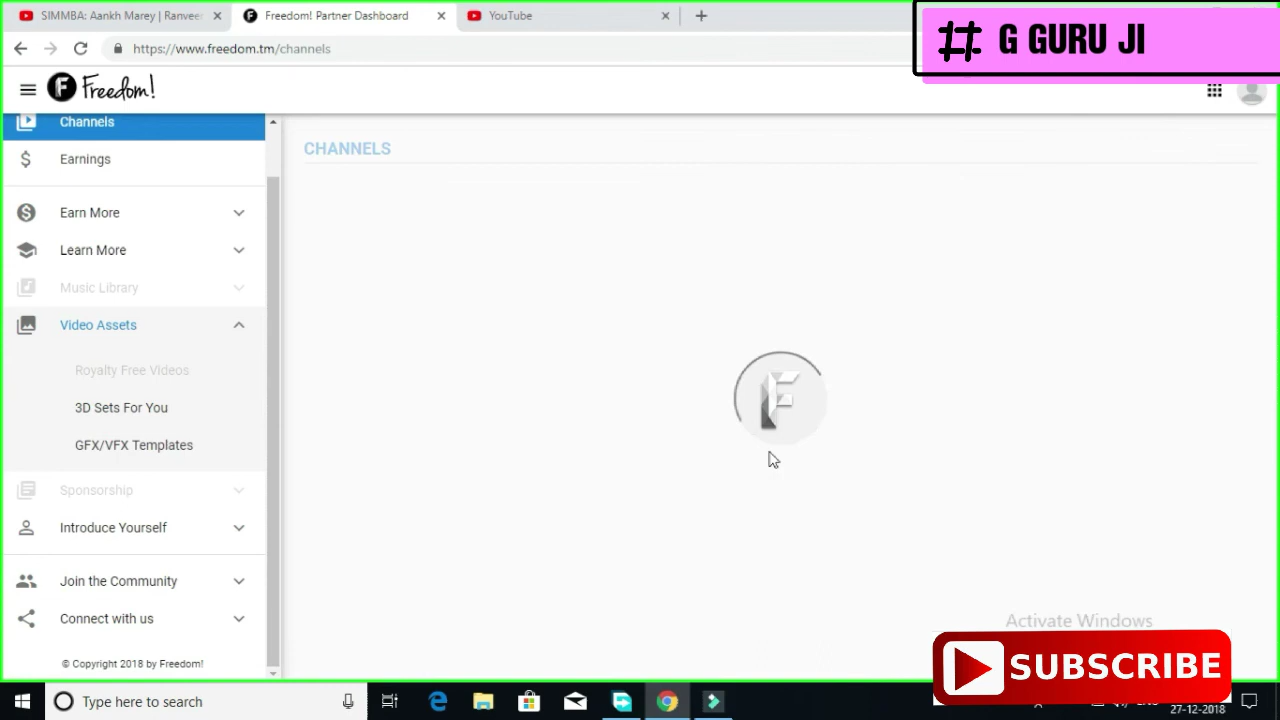 SIMMBA: Aankh Marey | Ranveer
Freedom! Partner Dashboard
YouTube
# G GURU JI
https://www.freedom.tm/channels
F Freedom!
Channels
CHANNELS
Earnings
Earn More
Learn More
Music Library
Video Assets
Royalty Free Videos
3D Sets For You
GFX/VFX Templates
Sponsorship
Introduce Yourself
Join the Community
Connect with us
© Copyright 2018 by Freedom!
Activate Windows
SUBSCRIBE
Type here to search
27-12-2018